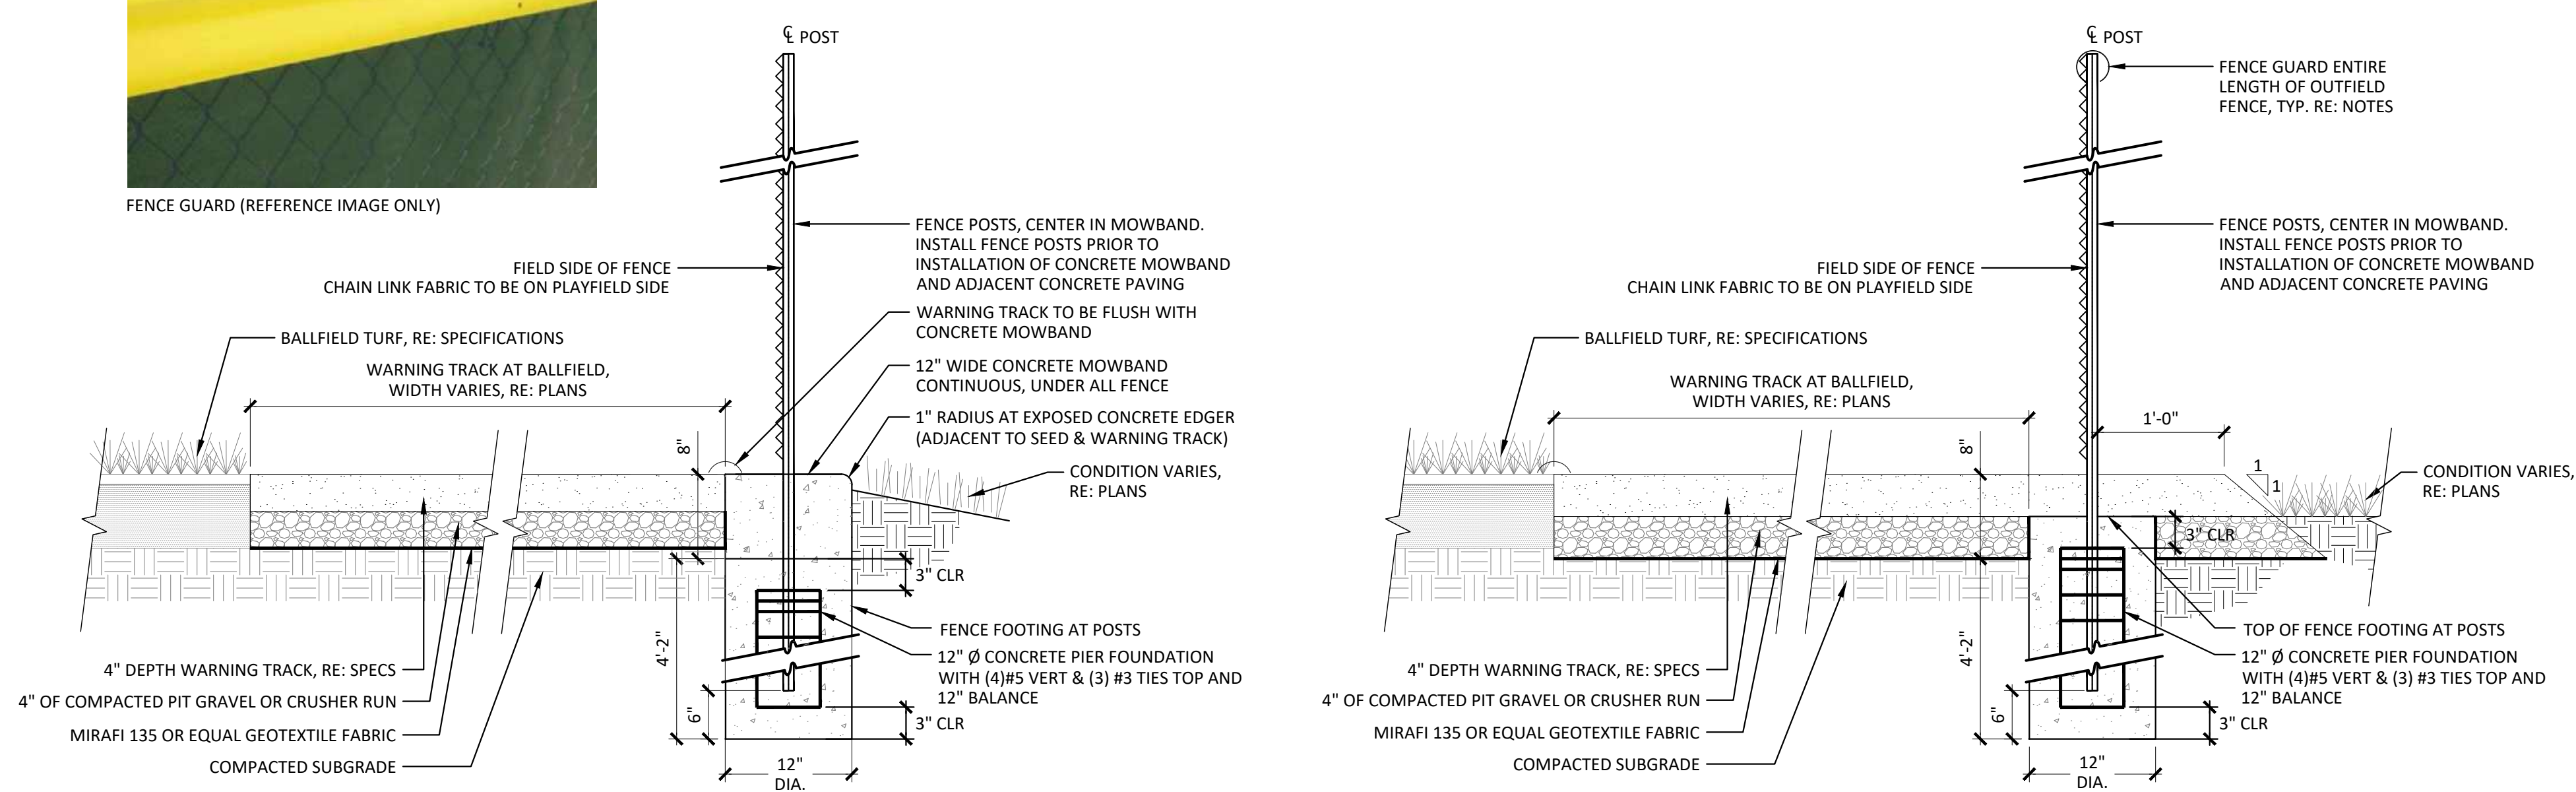 FENCE GUARD (REFERENCE IMAGE ONLY)
℄ POST
FENCE POSTS, CENTER IN MOWBAND.
INSTALL FENCE POSTS PRIOR TO
INSTALLATION OF CONCRETE MOWBAND
AND ADJACENT CONCRETE PAVING
FIELD SIDE OF FENCE
CHAIN LINK FABRIC TO BE ON PLAYFIELD SIDE
WARNING TRACK TO BE FLUSH WITH
CONCRETE MOWBAND
BALLFIELD TURF, RE: SPECIFICATIONS
WARNING TRACK AT BALLFIELD,
WIDTH VARIES, RE: PLANS
12" WIDE CONCRETE MOWBAND
CONTINUOUS, UNDER ALL FENCE
1" RADIUS AT EXPOSED CONCRETE EDGER
(ADJACENT TO SEED & WARNING TRACK)
8"
CONDITION VARIES,
RE: PLANS
3" CLR
4'-2"
FENCE FOOTING AT POSTS
12" Ø CONCRETE PIER FOUNDATION
WITH (4)#5 VERT & (3) #3 TIES TOP AND
12" BALANCE
4" DEPTH WARNING TRACK, RE: SPECS
4" OF COMPACTED PIT GRAVEL OR CRUSHER RUN
MIRAFI 135 OR EQUAL GEOTEXTILE FABRIC
COMPACTED SUBGRADE
6"
3" CLR
12"
DIA.
℄ POST
FENCE GUARD ENTIRE
LENGTH OF OUTFIELD
FENCE, TYP. RE: NOTES
FENCE POSTS, CENTER IN MOWBAND.
INSTALL FENCE POSTS PRIOR TO
INSTALLATION OF CONCRETE MOWBAND
AND ADJACENT CONCRETE PAVING
FIELD SIDE OF FENCE
CHAIN LINK FABRIC TO BE ON PLAYFIELD SIDE
BALLFIELD TURF, RE: SPECIFICATIONS
WARNING TRACK AT BALLFIELD,
WIDTH VARIES, RE: PLANS
1'-0"
8"
1
1
CONDITION VARIES,
RE: PLANS
3" CLR
4'-2"
TOP OF FENCE FOOTING AT POSTS
12" Ø CONCRETE PIER FOUNDATION
WITH (4)#5 VERT & (3) #3 TIES TOP AND
12" BALANCE
4" DEPTH WARNING TRACK, RE: SPECS
4" OF COMPACTED PIT GRAVEL OR CRUSHER RUN
MIRAFI 135 OR EQUAL GEOTEXTILE FABRIC
COMPACTED SUBGRADE
6"
3" CLR
12"
DIA.